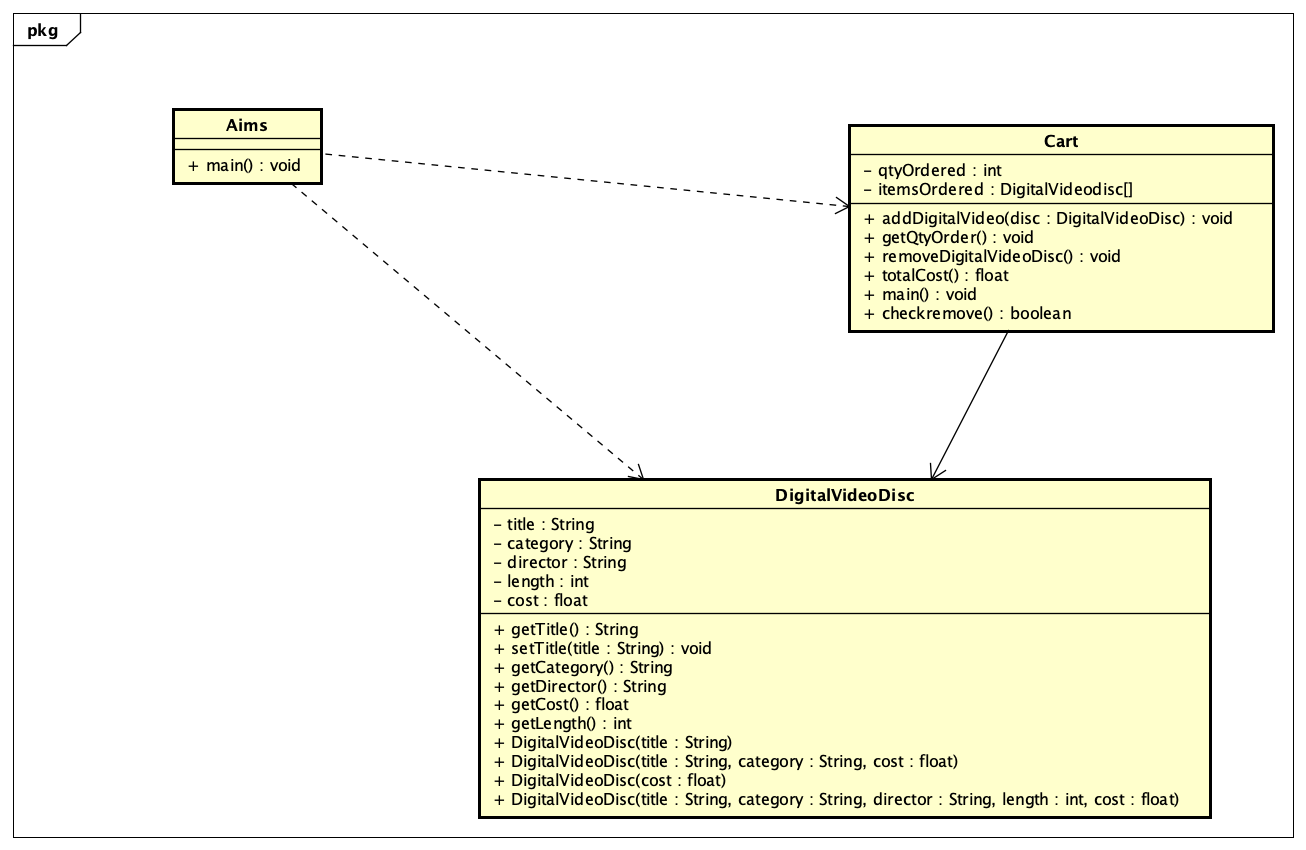 pkg
Aims
+ main() : void
Cart
- qtyOrdered : int
- itemsOrdered : DigitalVideodisc[]
+ addDigitalVideo(disc : DigitalVideoDisc) : void
+ getQtyOrder() : void
+ removeDigitalVideoDisc() : void
+ totalCost() : float
+ main() : void
+ checkremove() : boolean
DigitalVideoDisc
- title : String
- category : String
- director : String
- length : int
- cost : float
+ getTitle() : String
+ setTitle(title : String) : void
+ getCategory() : String
+ getDirector() : String
+ getCost() : float
+ getLength() : int
+ DigitalVideoDisc(title : String)
+ DigitalVideoDisc(title : String, category : String, cost : float)
+ DigitalVideoDisc(cost : float)
+ DigitalVideoDisc(title : String, category : String, director : String, length : int, cost : float)